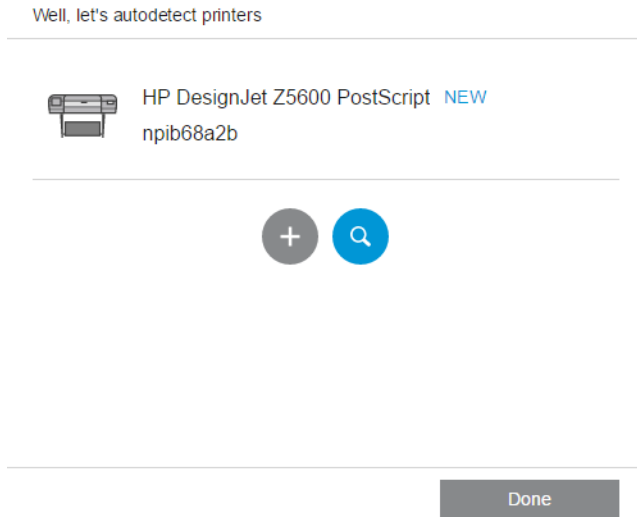 Well, let's autodetect printers
HP DesignJet Z5600 PostScript NEW
npib68a2b
Done